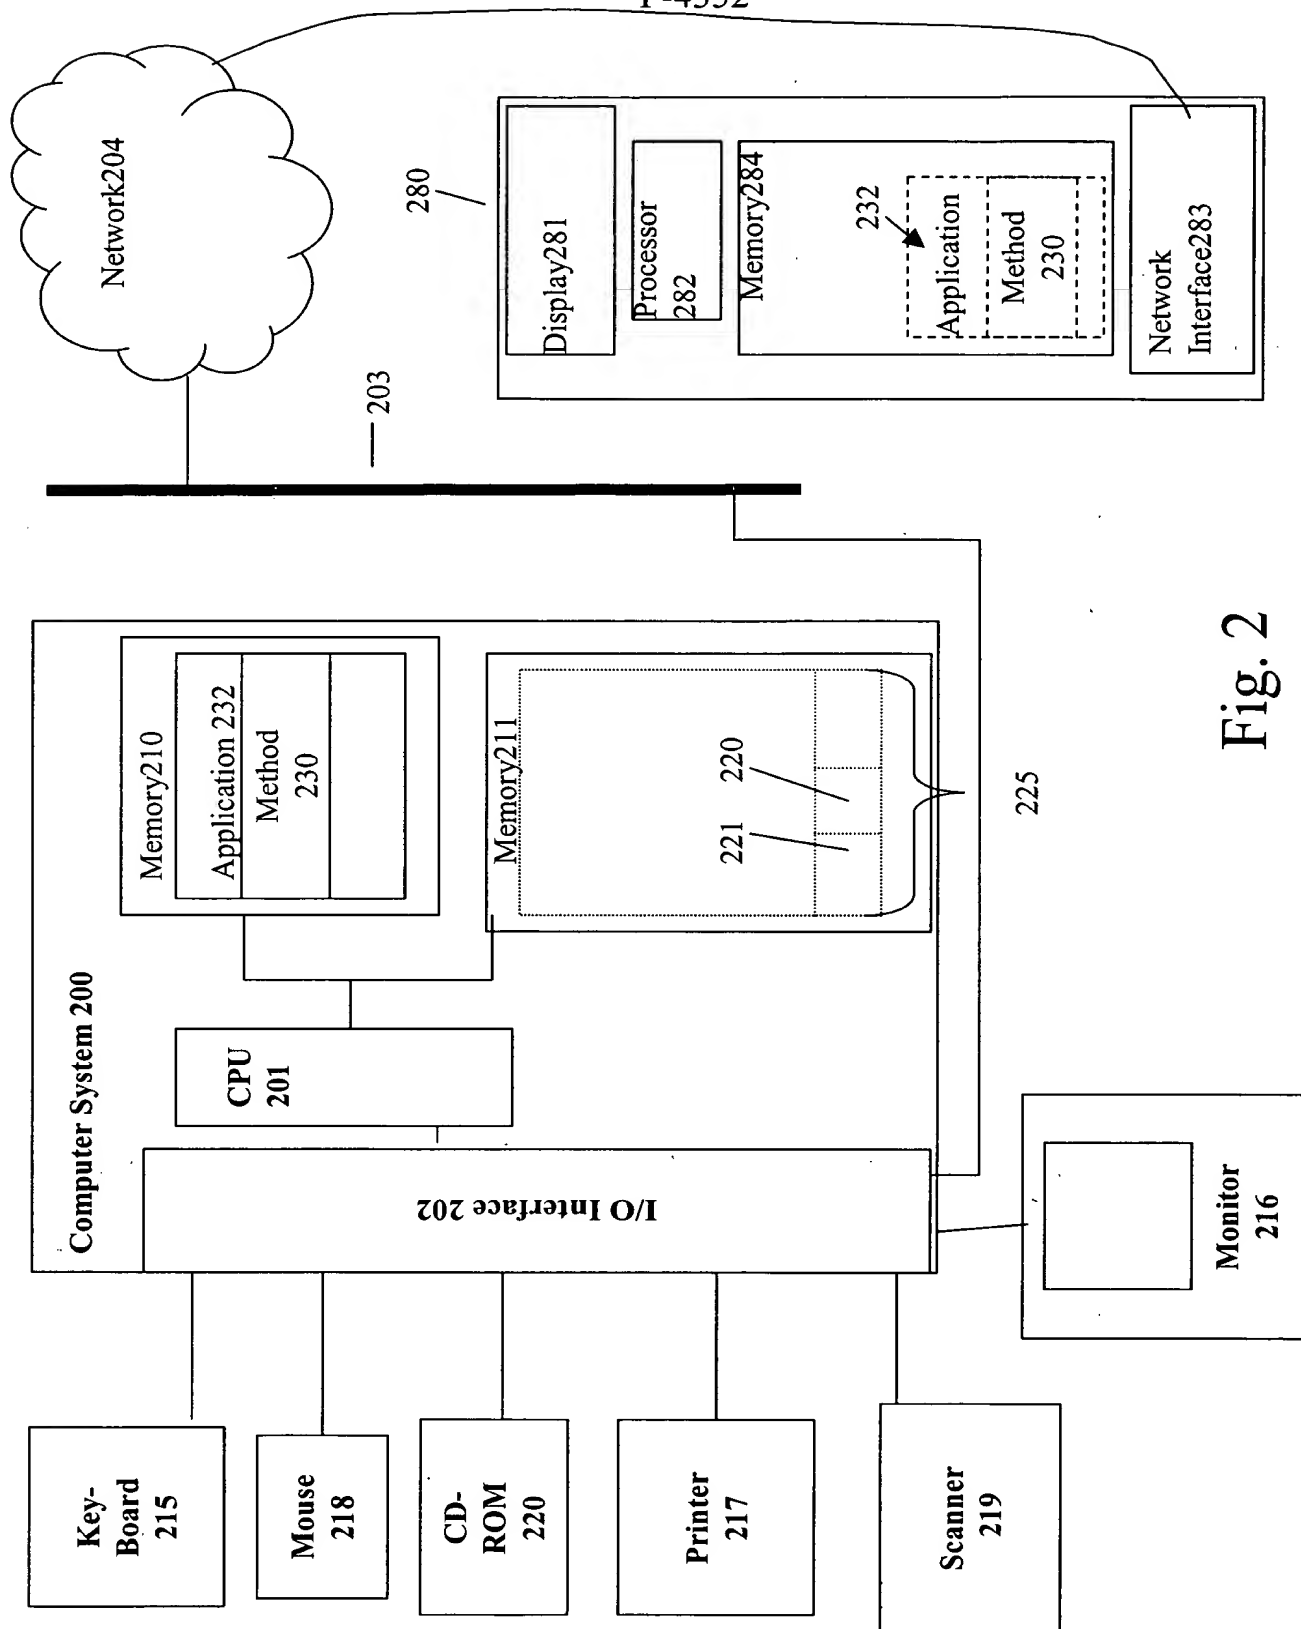 Key-
Board
215
Mouse
218
CD-
ROM
220
Printer
217
Scanner
219
Monitor
216
Computer System 200
I/O Interface 202
CPU
201
Memory210
Application 232
Method
230
Memory211
221
220
225
203
Network204
280
Display281
Processor
282
Memory284
232
Application
Method
230
Network
Interface283
Fig. 2